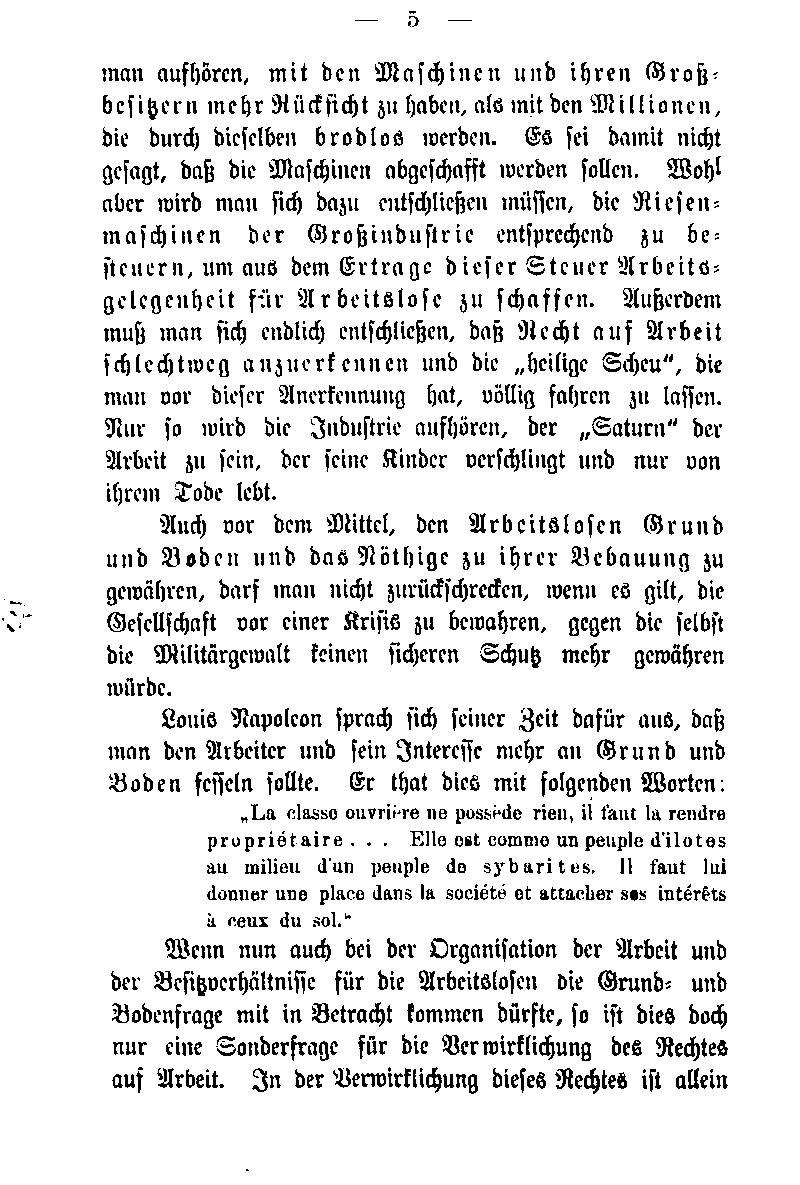 — 5 —
man aufhören, mit den Maschinen und ihren Groß-
besitzern mehr Rücksicht zu haben, als mit den Millionen,
die durch dieselben brodlos werden. Es sei damit nicht
gesagt, daß die Maschinen abgeschafft werden sollen. Wohl
aber wird man sich dazu entschließen müssen, die Riesen-
maschinen der Großindustrie entsprechend zu be-
steuern, um aus dem Ertrage dieser Steuer Arbeits-
gelegenheit für Arbeitslose zu schaffen. Außerdem
muß man sich endlich entschließen, daß Recht auf Arbeit
schlechtweg anzuerkennen und die „heilige Scheu“, die
man vor dieser Anerkennung hat, völlig fahren zu lassen.
Nur so wird die Industrie aufhören, der „Saturn“ der
Arbeit zu sein, der seine Kinder verschlingt und nur von
ihrem Tode lebt.
Auch vor dem Mittel, den Arbeitslosen Grund
und Boden und das Nöthige zu ihrer Bebauung zu
gewähren, darf man nicht zurückschrecken, wenn es gilt, die
Gesellschaft vor einer Krisis zu bewahren, gegen die selbst
die Militärgewalt keinen sicheren Schutz mehr gewähren
würde.
Louis Napoleon sprach sich seiner Zeit dafür aus, daß
man den Arbeiter und sein Interesse mehr an Grund und
Boden fesseln sollte. Er that dies mit folgenden Worten:
„La classe ouvrière ne possède rien, il faut la rendre
propriétaire . . . Elle est comme un peuple d'ilotes
au milieu d'un peuple de sybarites. Il faut lui
donner une place dans la société et attacher ses intérêts
à ceux du sol.“
Wenn nun auch bei der Organisation der Arbeit und
der Besitzverhältnisse für die Arbeitslosen die Grund- und
Bodenfrage mit in Betracht kommen dürfte, so ist dies doch
nur eine Sonderfrage für die Verwirklichung des Rechtes
auf Arbeit. In der Verwirklichung dieses Rechtes ist allein